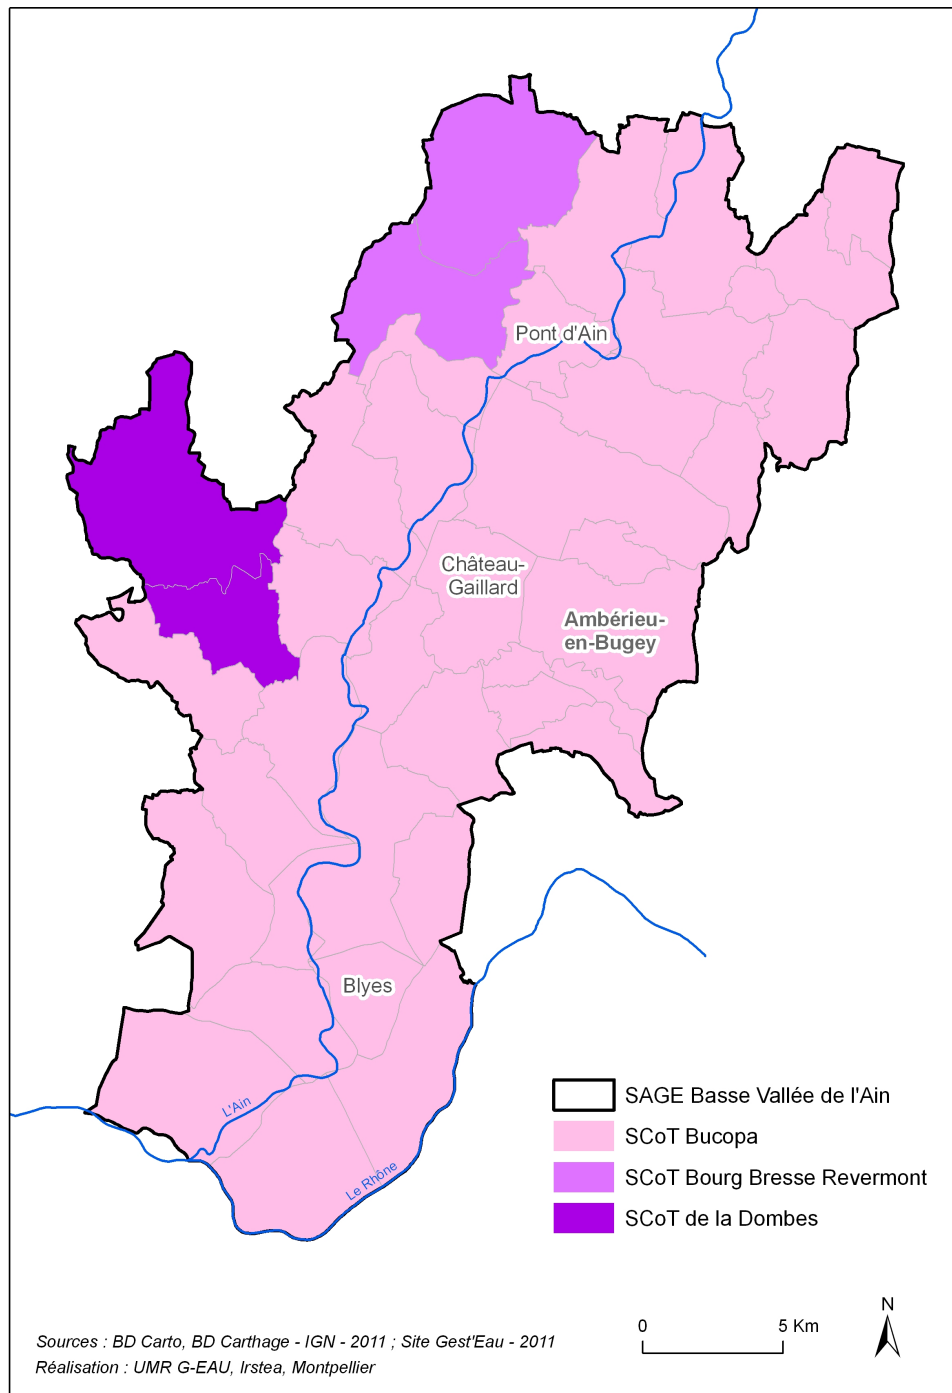 Pont d'Ain
Château-
Gaillard
Ambérieu-
en-Bugey
Blyes
L'Ain
Le Rhône
SAGE Basse Vallée de l'Ain
SCoT Bucopa
SCoT Bourg Bresse Revermont
SCoT de la Dombes
N
0 5 Km
Sources : BD Carto, BD Carthage - IGN - 2011 ; Site Gest'Eau - 2011
Réalisation : UMR G-EAU, Irstea, Montpellier